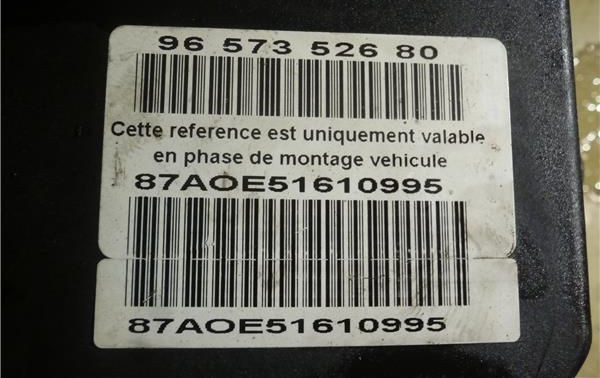 96 573 526 80
Cette reference est uniquement valable
en phase de montage vehicule
87AOE51610995
87AOE51610995